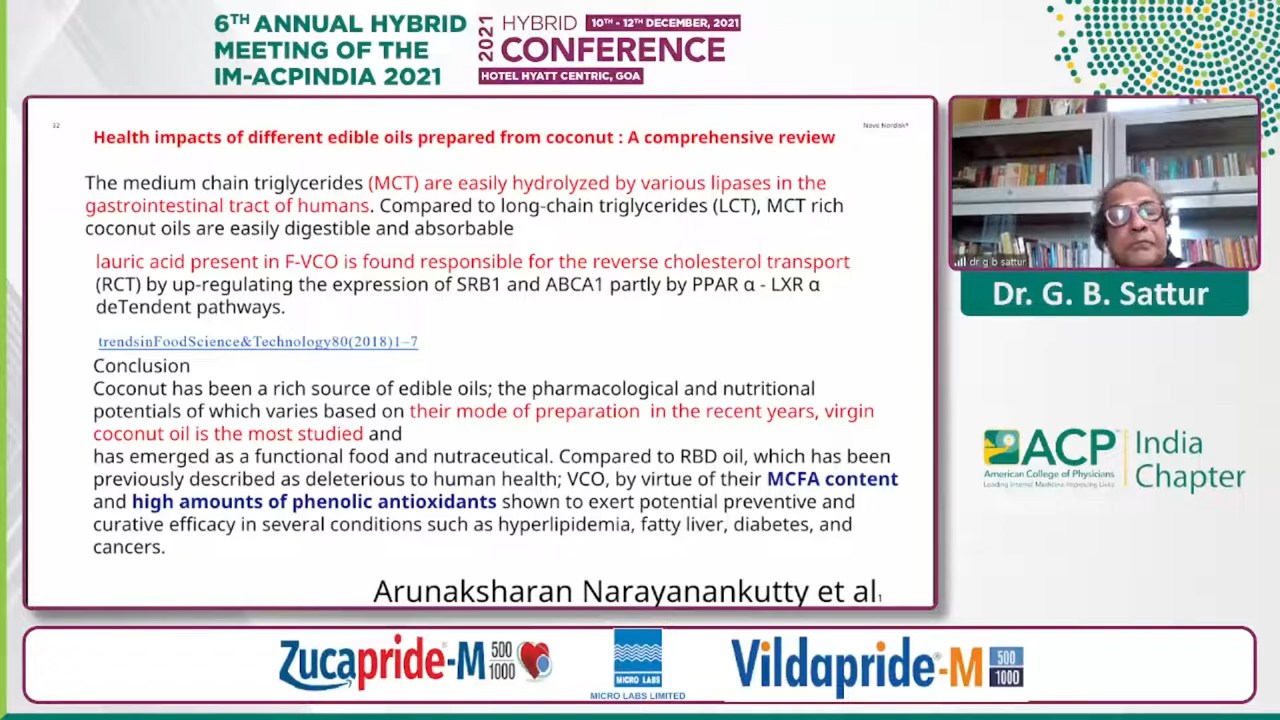 6TH ANNUAL HYBRID
MEETING OF THE
IM-ACPINDIA 2021
2021
HYBRID 10TH - 12TH DECEMBER, 2021
CONFERENCE
HOTEL HYATT CENTRIC, GOA
32
Novo Nordisk®
Health impacts of different edible oils prepared from coconut : A comprehensive review
The medium chain triglycerides (MCT) are easily hydrolyzed by various lipases in the
gastrointestinal tract of humans. Compared to long-chain triglycerides (LCT), MCT rich
coconut oils are easily digestible and absorbable
lauric acid present in F-VCO is found responsible for the reverse cholesterol transport
(RCT) by up-regulating the expression of SRB1 and ABCA1 partly by PPAR α - LXR α
deTendent pathways.
trendsinFoodScience&Technology80(2018)1–7
Conclusion
Coconut has been a rich source of edible oils; the pharmacological and nutritional
potentials of which varies based on their mode of preparation in the recent years, virgin
coconut oil is the most studied and
has emerged as a functional food and nutraceutical. Compared to RBD oil, which has been
previously described as deleterious to human health; VCO, by virtue of their MCFA content
and high amounts of phenolic antioxidants shown to exert potential preventive and
curative efficacy in several conditions such as hyperlipidemia, fatty liver, diabetes, and
cancers.
Arunaksharan Narayanankutty et al1
dr g b sattur
Dr. G. B. Sattur
ACP
American College of Physicians
Leading Internal Medicine, Improving Lives
India
Chapter
Zucapride®-M 500
1000
MICRO LABS
MICRO LABS LIMITED
Vildapride®-M 500
1000